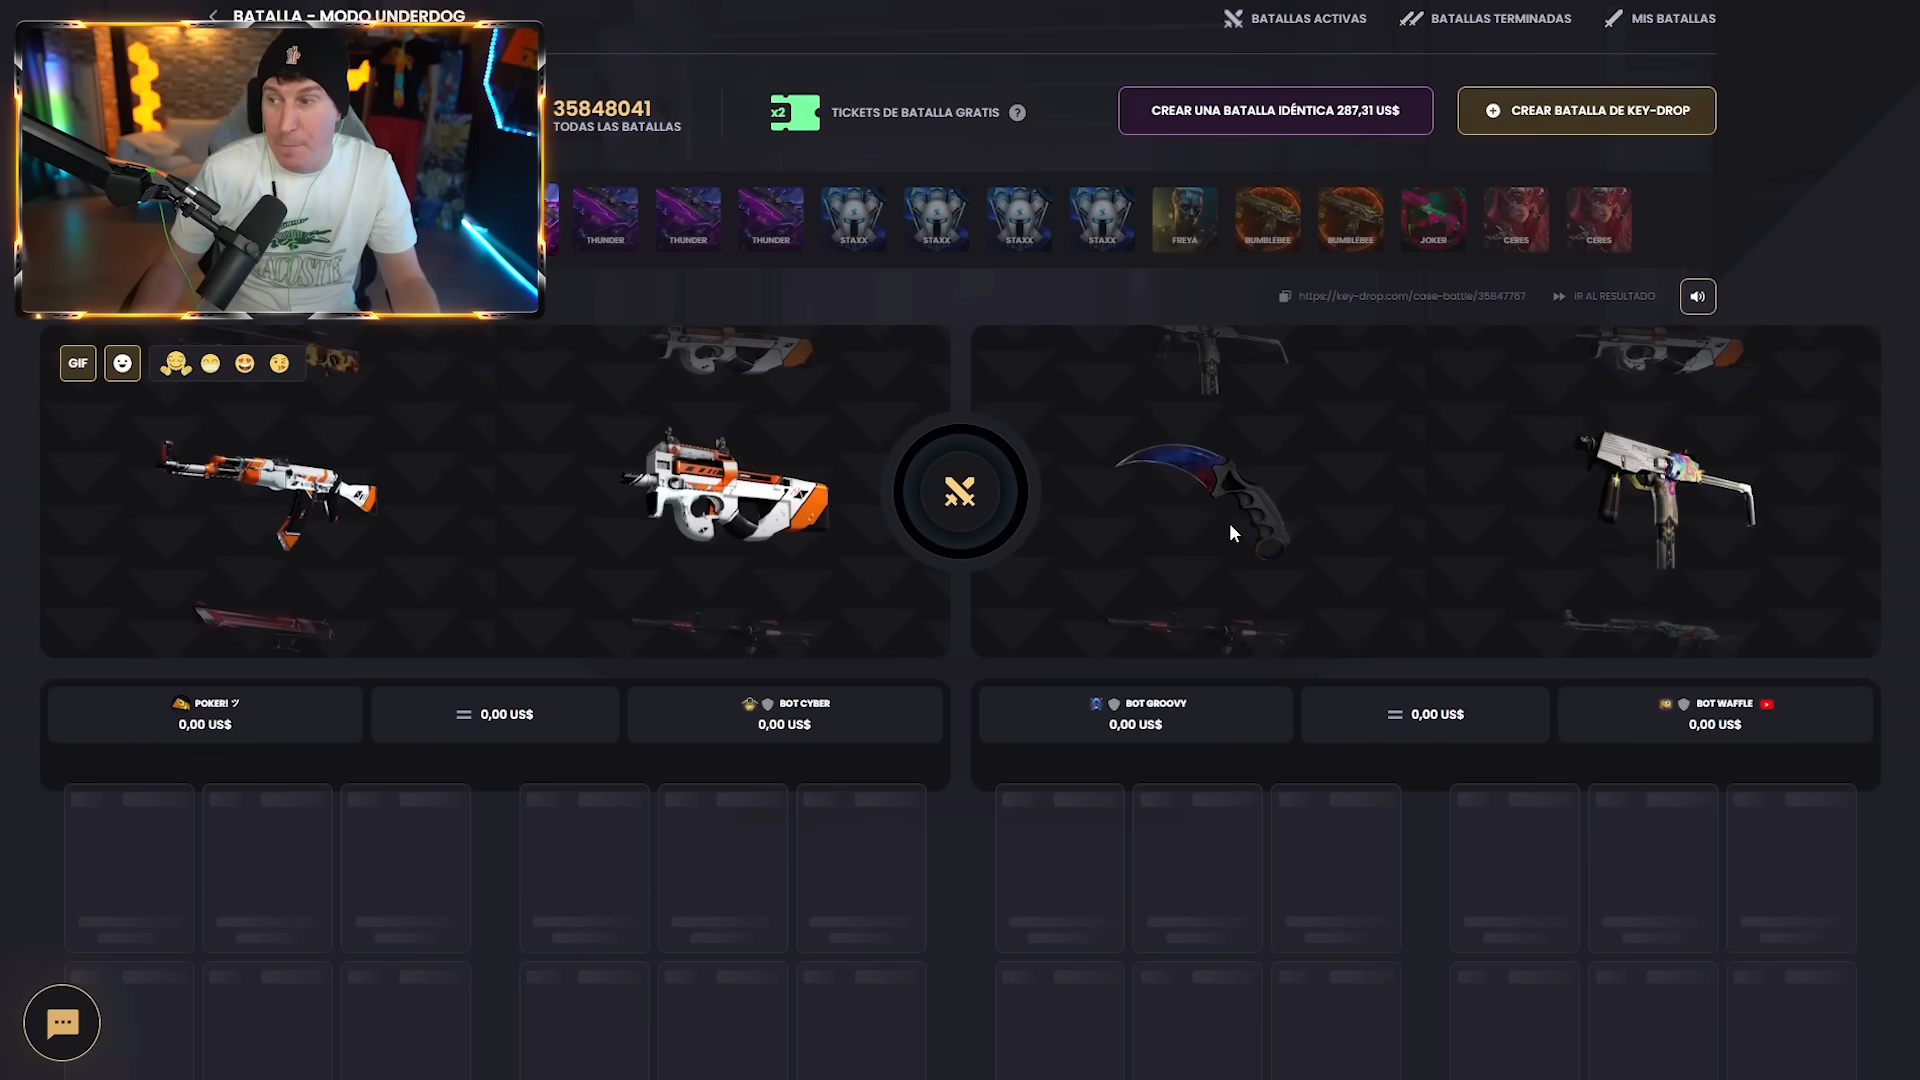 BATALLA - MODO UNDERDOG
BATALLAS ACTIVAS
BATALLAS TERMINADAS
MIS BATALLAS
35848041
TODAS LAS BATALLAS
x2
TICKETS DE BATALLA GRATIS ?
CREAR UNA BATALLA IDÉNTICA 287,31 US$
CREAR BATALLA DE KEY-DROP
THUNDER
THUNDER
THUNDER
STAXX
STAXX
STAXX
STAXX
FREYA
BUMBLEBEE
BUMBLEBEE
JOKER
CERES
CERES
https://key-drop.com/case-battle/35847767
IR AL RESULTADO
GIF
POKER! ツ
0,00 US$
= 0,00 US$
BOT CYBER
0,00 US$
BOT GROOVY
0,00 US$
= 0,00 US$
BOT WAFFLE
0,00 US$